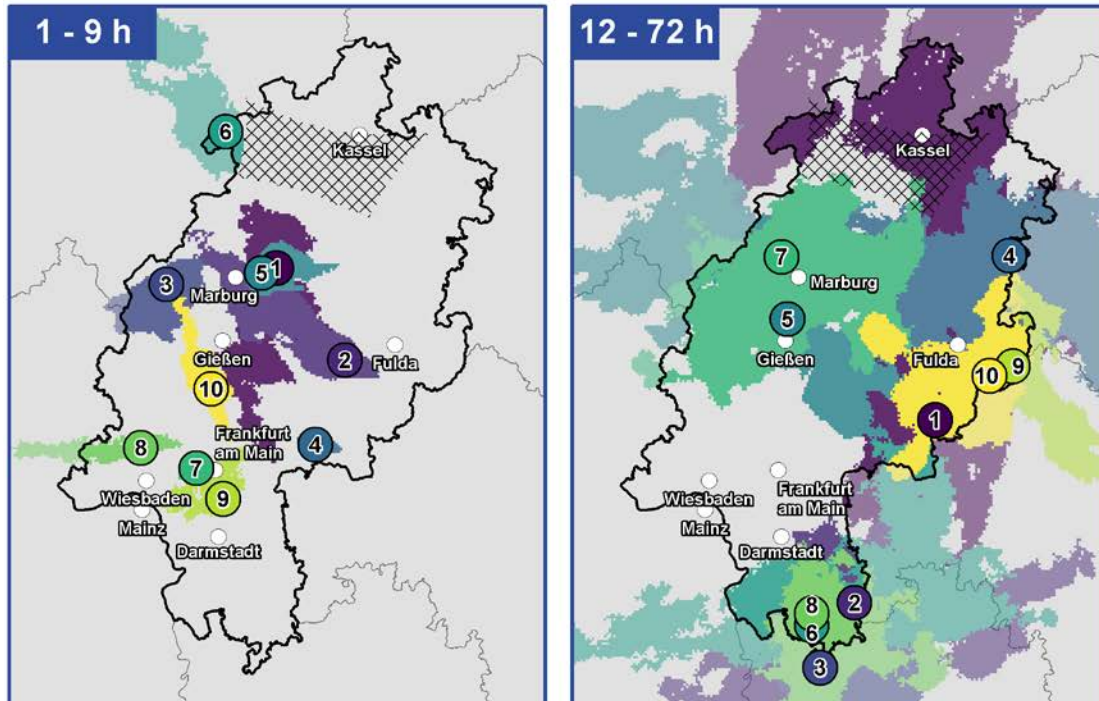 1 - 9 h
6
Kassel
1
5
3
Marburg
Gießen
2
Fulda
10
8
Frankfurt
am Main
4
7
9
Wiesbaden
Mainz
Darmstadt
12 - 72 h
Kassel
7
4
Marburg
5
Gießen
Fulda
9
10
1
Wiesbaden
Frankfurt
am Main
Mainz
Darmstadt
8
2
6
3